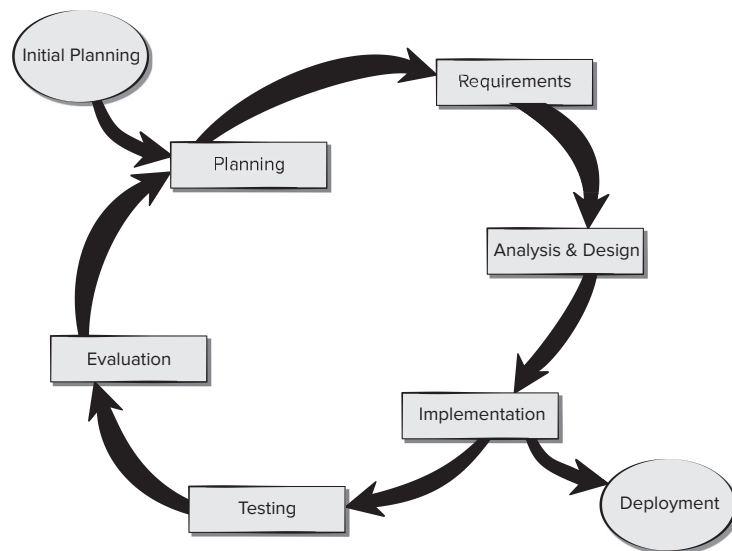 Initial Planning
Requirements
Planning
Analysis & Design
Evaluation
Implementation
Testing
Deployment